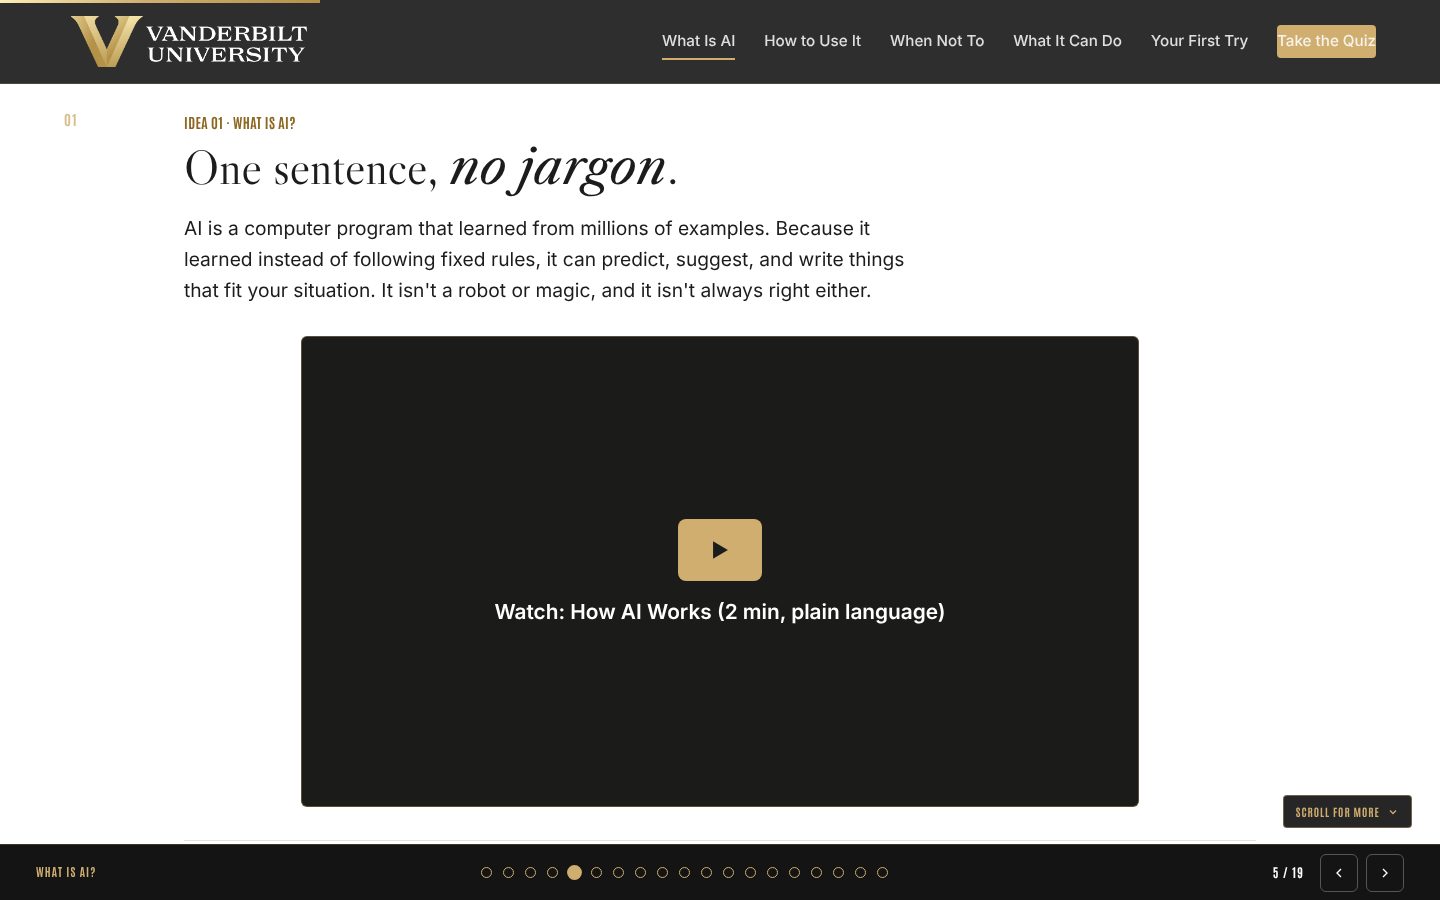 VANDERBILT
UNIVERSITY
What Is AI
How to Use It
When Not To
What It Can Do
Your First Try
Take the Quiz
01
IDEA 01 · WHAT IS AI?
One sentence, no jargon.
AI is a computer program that learned from millions of examples. Because it
learned instead of following fixed rules, it can predict, suggest, and write things
that fit your situation. It isn't a robot or magic, and it isn't always right either.
Watch: How AI Works (2 min, plain language)
SCROLL FOR MORE
WHAT IS AI?
5 / 19